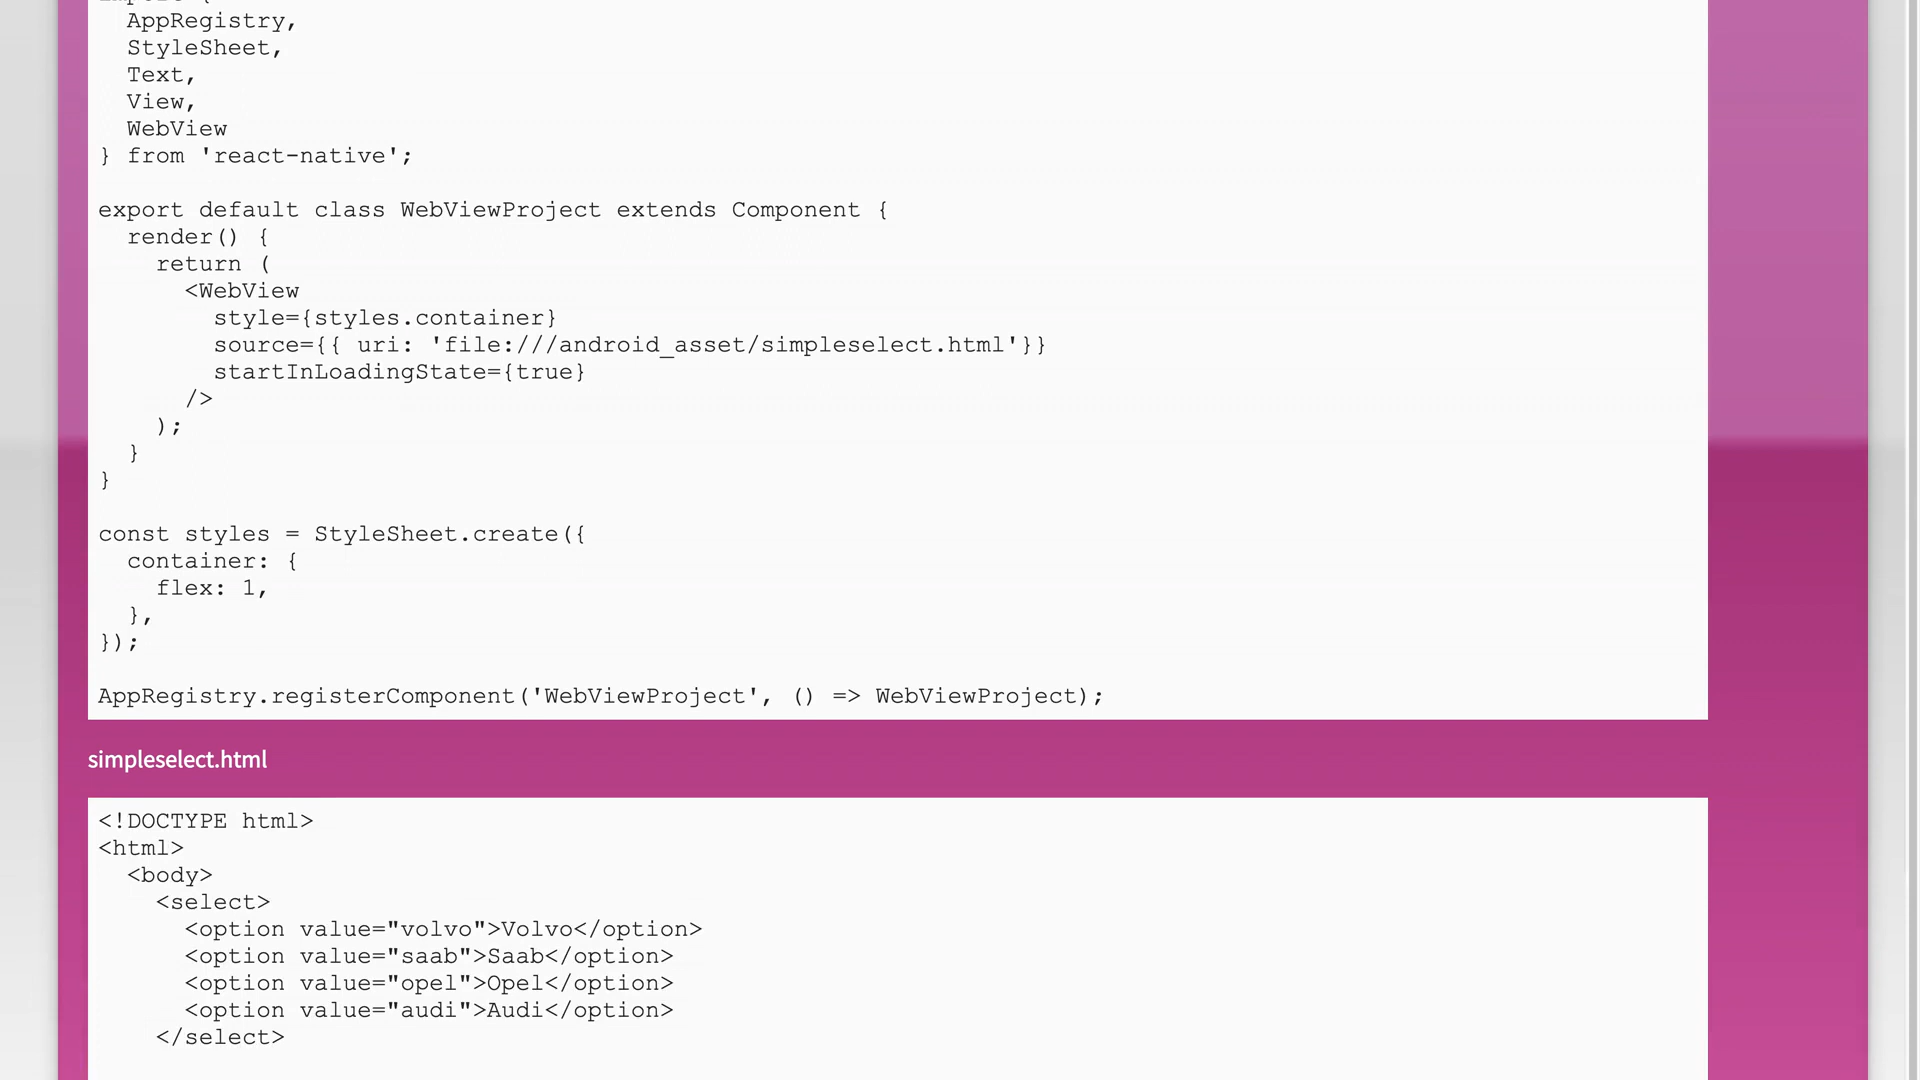 AppRegistry,
StyleSheet,
Text,
View,
WebView
} from 'react-native';
export default class WebViewProject extends Component {
render() {
return (
<WebView
style={styles.container}
source={{ uri: 'file:///android_asset/simpleselect.html'}}
startInLoadingState={true}
/>
);
}
}
const styles = StyleSheet.create({
container: {
flex: 1,
},
});
AppRegistry.registerComponent('WebViewProject', () => WebViewProject);
simpleselect.html
<!DOCTYPE html>
<html>
<body>
<select>
<option value="volvo">Volvo</option>
<option value="saab">Saab</option>
<option value="opel">Opel</option>
<option value="audi">Audi</option>
</select>